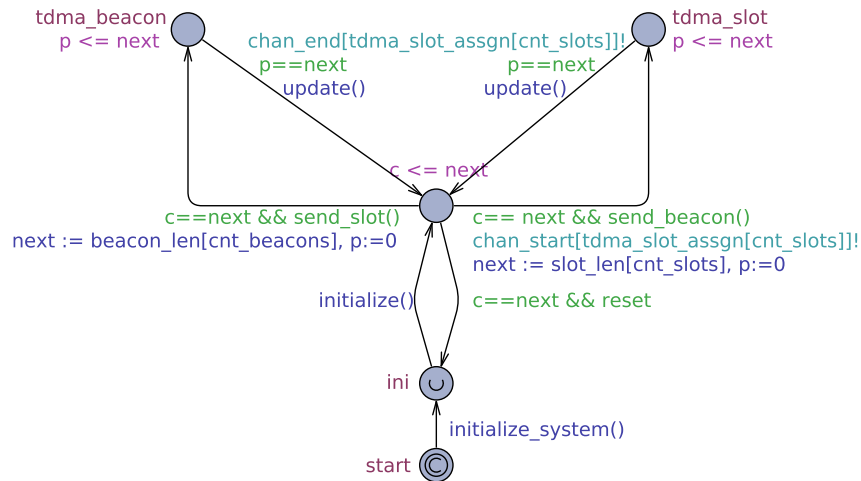 tdma_beacon
p <= next
tdma_slot
p <= next
chan_end[tdma_slot_assgn[cnt_slots]]!
p==next
update()
p==next
update()
c <= next
c==next && send_slot()
next := beacon_len[cnt_beacons], p:=0
c== next && send_beacon()
chan_start[tdma_slot_assgn[cnt_slots]]!
next := slot_len[cnt_slots], p:=0
initialize()
c==next && reset
ini
initialize_system()
start